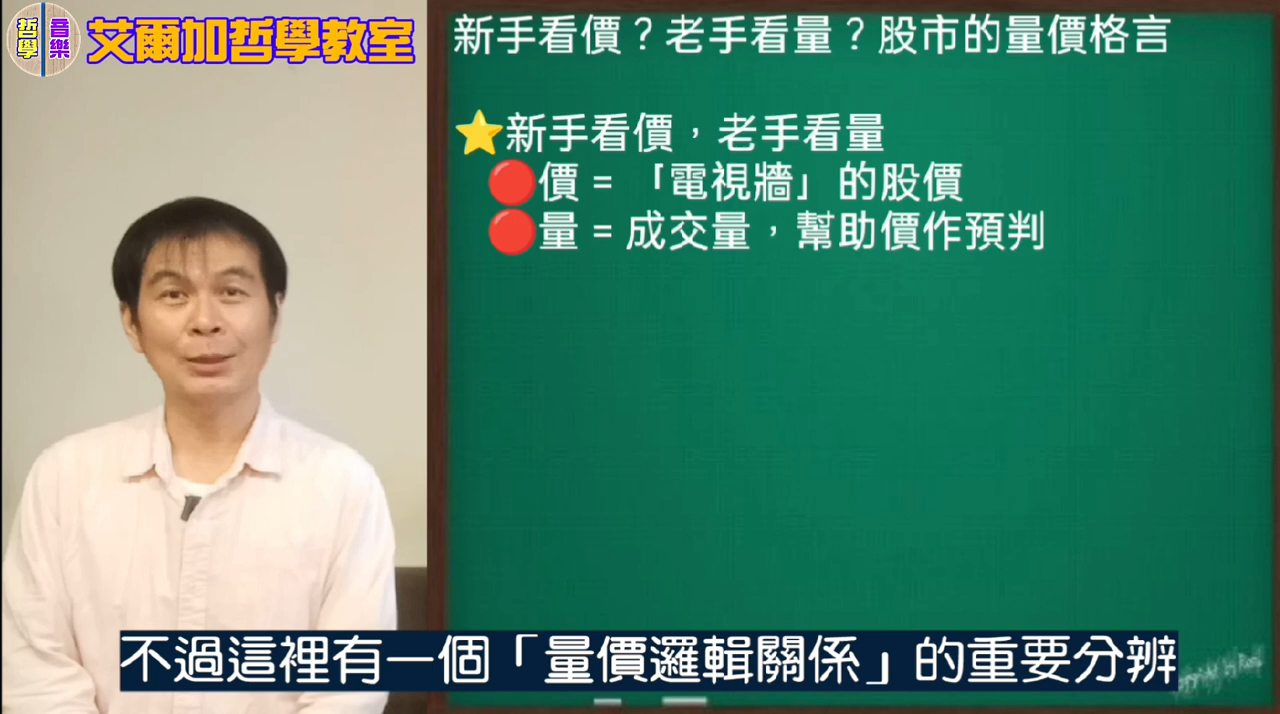 哲學
音樂
艾爾加哲學教室
新手看價？老手看量？股市的量價格言
新手看價，老手看量
價 = 「電視牆」的股價
量 = 成交量，幫助價作預判
不過這裡有一個「量價邏輯關係」的重要分辨